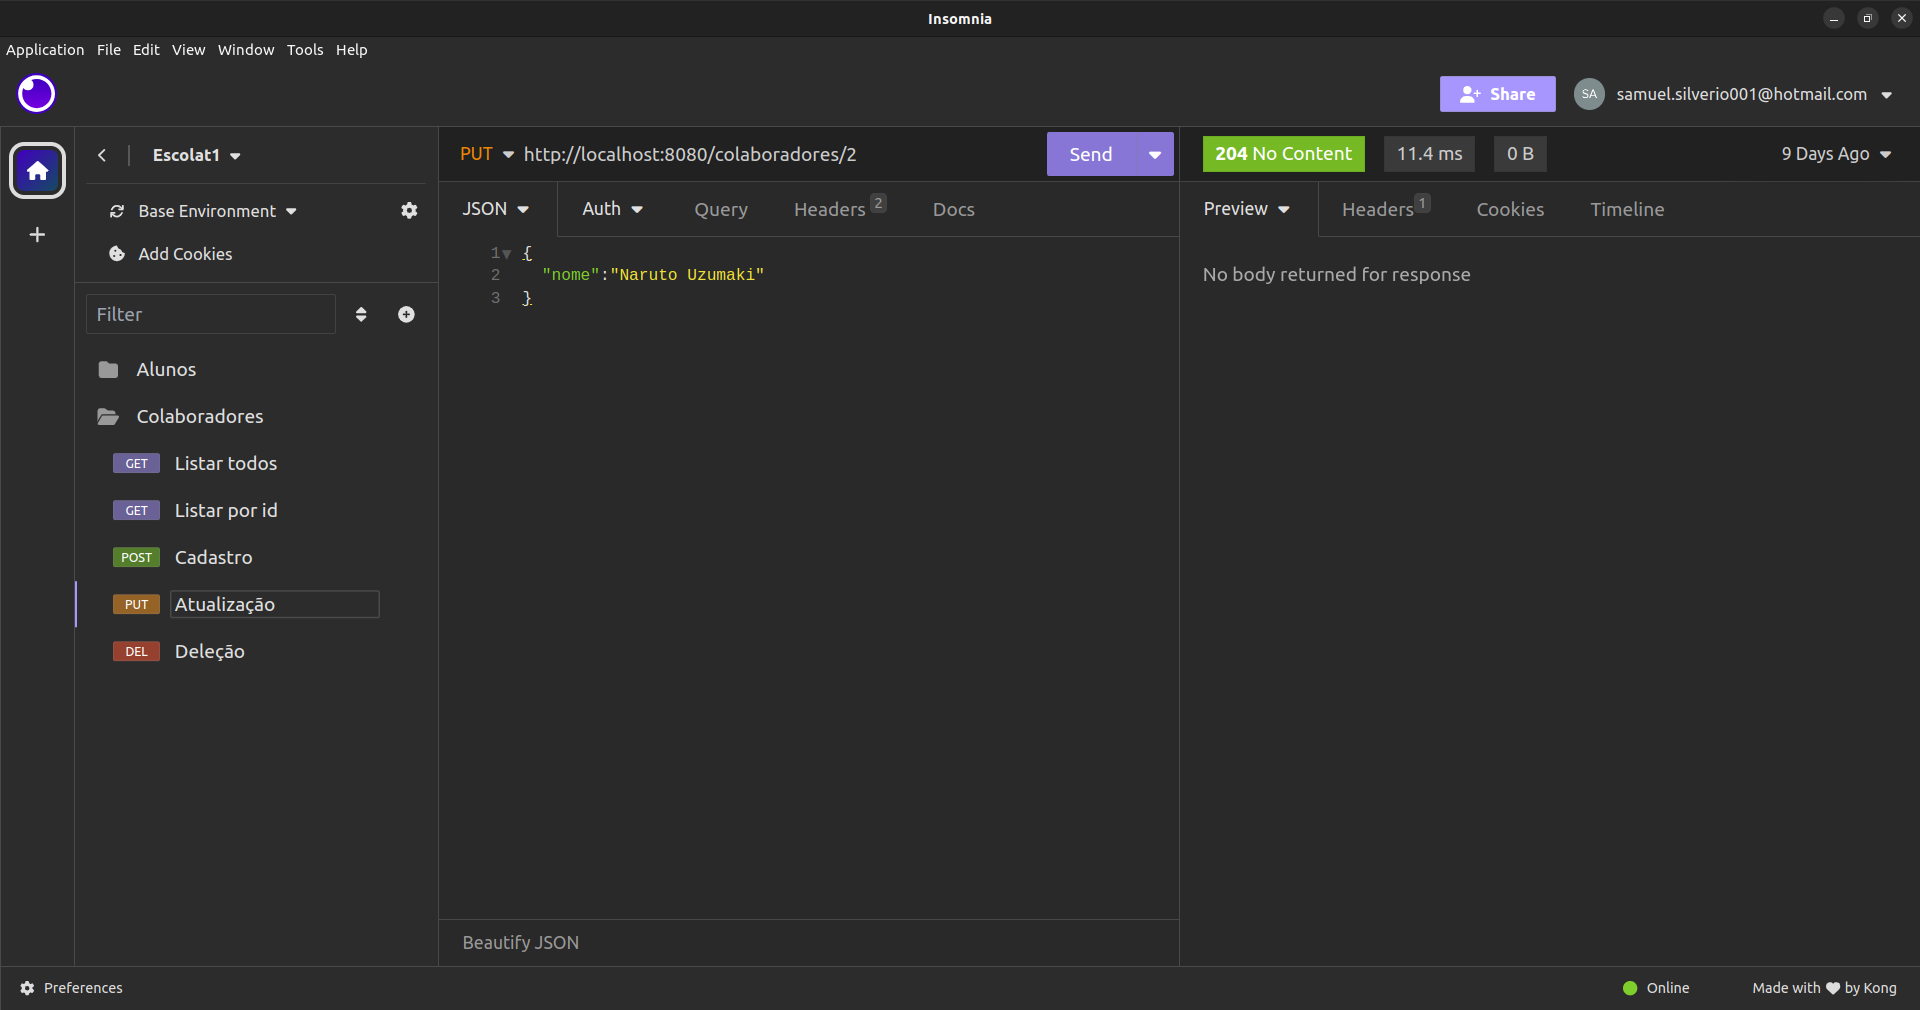 Insomnia
Application File Edit View Window Tools Help
Share
SA samuel.silverio001@hotmail.com
Escolat1
Base Environment
Add Cookies
Filter
Alunos
Colaboradores
GET Listar todos
GET Listar por id
POST Cadastro
PUT Atualização
DEL Deleção
PUT http://localhost:8080/colaboradores/2 Send
JSON Auth Query Headers 2 Docs
1 {
2 "nome":"Naruto Uzumaki"
3 }
Beautify JSON
204 No Content 11.4 ms 0 B 9 Days Ago
Preview Headers 1 Cookies Timeline
No body returned for response
Preferences
Online
Made with by Kong